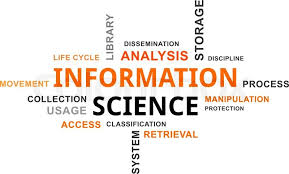 LIBRARY
STORAGE
DISSEMINATION
LIFE CYCLE
ANALYSIS
DISCIPLINE
MOVEMENT
INFORMATION
PROCESS
COLLECTION
SCIENCE
MANIPULATION
USAGE
PROTECTION
ACCESS
CLASSIFICATION
SYSTEM
RETRIEVAL